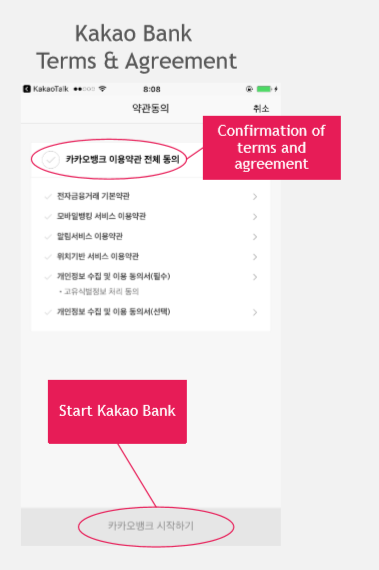 Kakao Bank
Terms & Agreement
KakaoTalk 8:08
약관동의 취소
Confirmation of
terms and
agreement
카카오뱅크 이용약관 전체 동의
전자금융거래 기본약관
모바일뱅킹 서비스 이용약관
알림서비스 이용약관
위치기반 서비스 이용약관
개인정보 수집 및 이용 동의서(필수)
• 고유식별정보 처리 동의
개인정보 수집 및 이용 동의서(선택)
Start Kakao Bank
카카오뱅크 시작하기